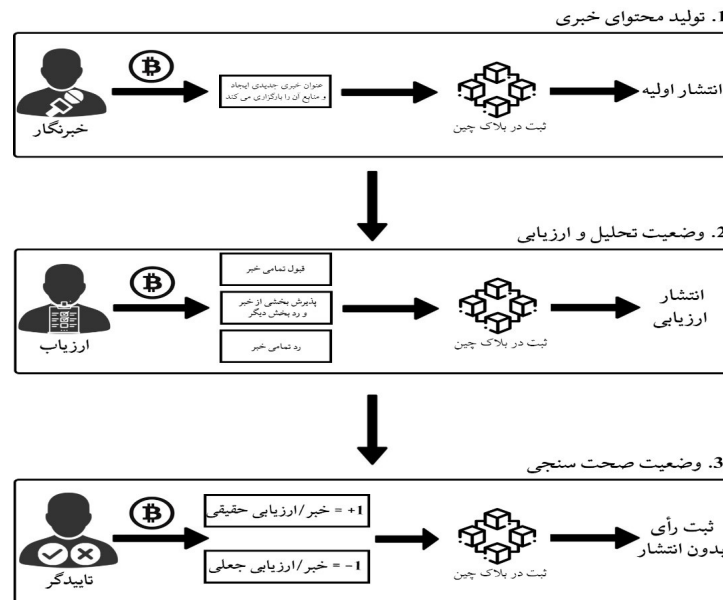 1. تولید محتوای خبری
خبرنگار
عنوان خبری جدیدی ایجاد
و منابع آن را بارگزاری می کند
ثبت در بلاک چین
انتشار اولیه
2. وضعیت تحلیل و ارزیابی
ارزیاب
قبول تمامی خبر
پذیرش بخشی از خبر
و رد بخش دیگر
رد تمامی خبر
ثبت در بلاک چین
انتشار
ارزیابی
3. وضعیت صحت سنجی
تاییدگر
1+ = خبر/ارزیابی حقیقی
1- = خبر/ارزیابی جعلی
ثبت در بلاک چین
ثبت رأی
بدون انتشار